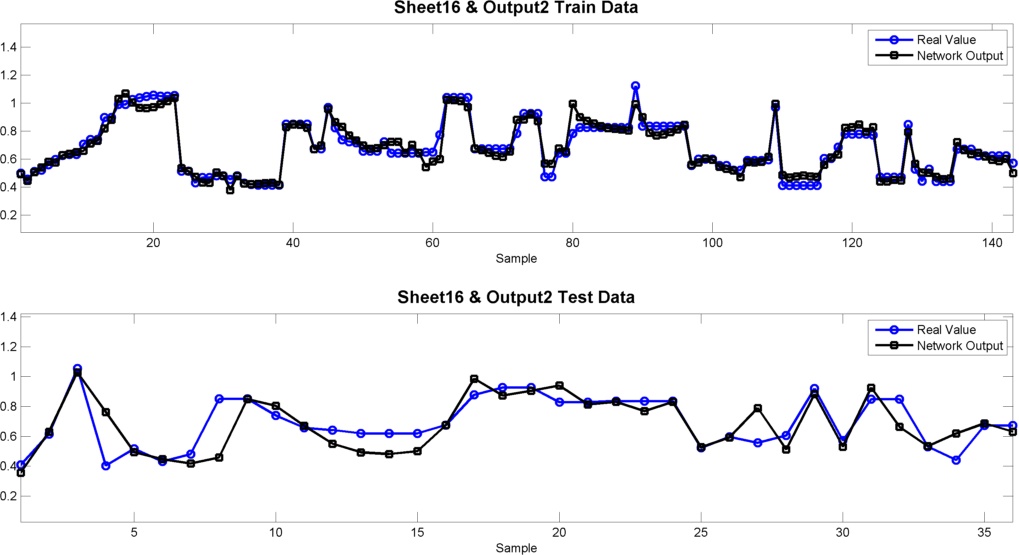 Sheet16 & Output2 Train Data
1.4
1.2
1
0.8
0.6
0.4
0.2
Real Value
Network Output
20 40 60 80 100 120 140
Sample
Sheet16 & Output2 Test Data
1.4
1.2
1
0.8
0.6
0.4
0.2
Real Value
Network Output
5 10 15 20 25 30 35
Sample